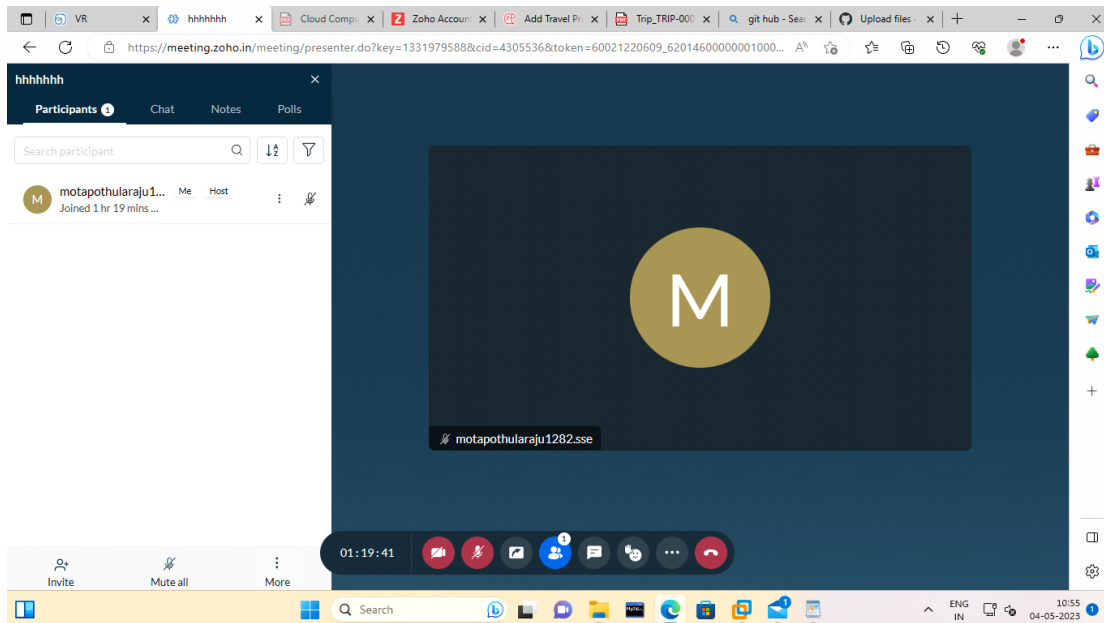 VR
hhhhhhh
Cloud Compu
Zoho Account
Add Travel Pr
Trip_TRIP-000
git hub - Sear
Upload files -
https://meeting.zoho.in/meeting/presenter.do?key=1331979588&cid=4305536&token=60021220609_62014600000001000...
hhhhhhh
Participants 1
Chat
Notes
Polls
Search participant
M
motapothularaju1...
Me
Host
Joined 1 hr 19 mins ...
M
motapothularaju1282.sse
01:19:41
1
Invite
Mute all
More
Search
ENG
IN
10:55
04-05-2023
1